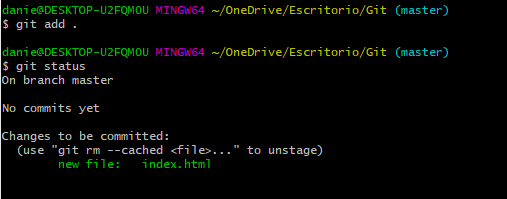 danie@DESKTOP-U2FQMOU MINGW64 ~/OneDrive/Escritorio/Git (master)
$ git add .
danie@DESKTOP-U2FQMOU MINGW64 ~/OneDrive/Escritorio/Git (master)
$ git status
On branch master
No commits yet
Changes to be committed:
  (use "git rm --cached <file>..." to unstage)
        new file:   index.html